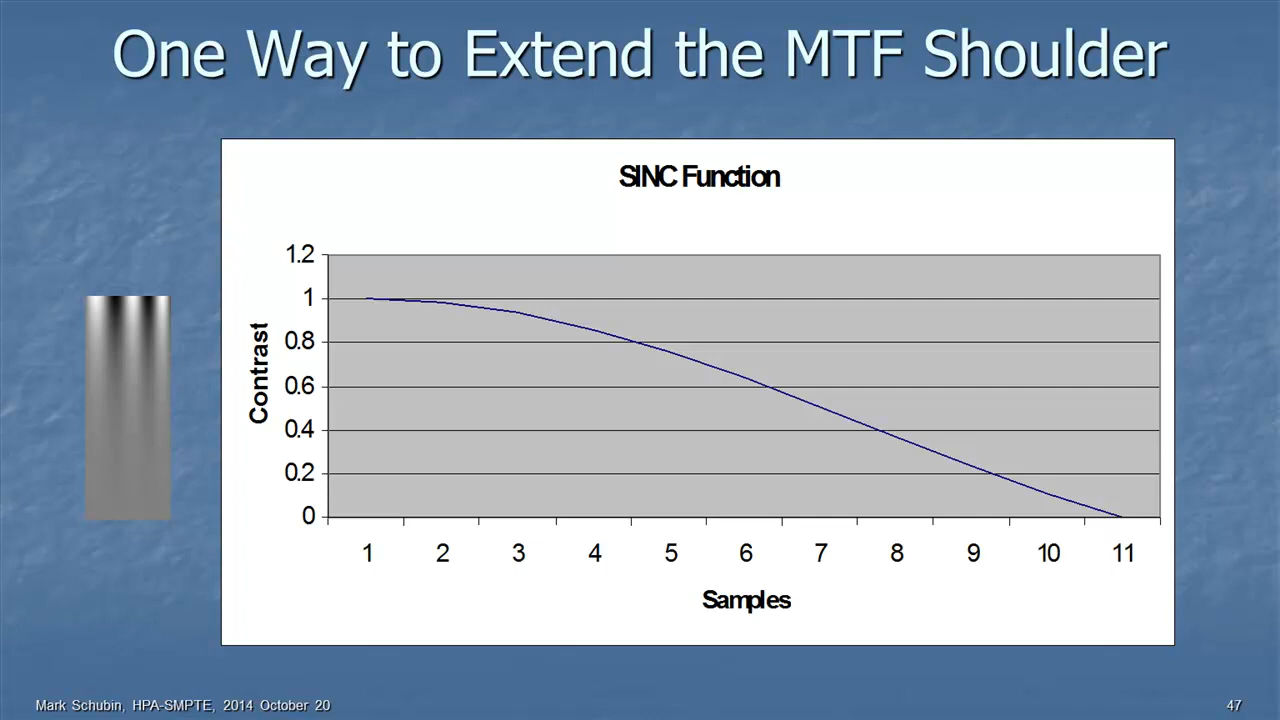 One Way to Extend the MTF Shoulder
SINC Function
1.2
1
0.8
0.6
0.4
0.2
0
Contrast
1 2 3 4 5 6 7 8 9 10 11
Samples
Mark Schubin, HPA-SMPTE, 2014 October 20
47